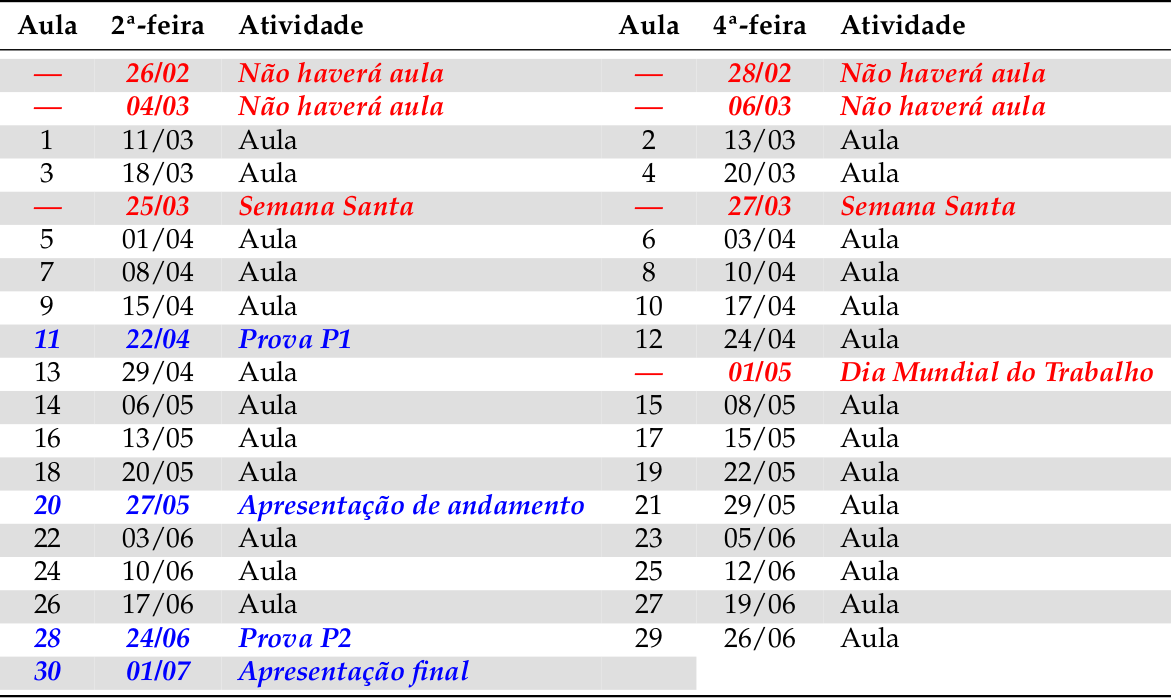 Aula 2ª-feira Atividade Aula 4ª-feira Atividade
— 26/02 Não haverá aula — 28/02 Não haverá aula
— 04/03 Não haverá aula — 06/03 Não haverá aula
1 11/03 Aula 2 13/03 Aula
3 18/03 Aula 4 20/03 Aula
— 25/03 Semana Santa — 27/03 Semana Santa
5 01/04 Aula 6 03/04 Aula
7 08/04 Aula 8 10/04 Aula
9 15/04 Aula 10 17/04 Aula
11 22/04 Prova P1 12 24/04 Aula
13 29/04 Aula — 01/05 Dia Mundial do Trabalho
14 06/05 Aula 15 08/05 Aula
16 13/05 Aula 17 15/05 Aula
18 20/05 Aula 19 22/05 Aula
20 27/05 Apresentação de andamento 21 29/05 Aula
22 03/06 Aula 23 05/06 Aula
24 10/06 Aula 25 12/06 Aula
26 17/06 Aula 27 19/06 Aula
28 24/06 Prova P2 29 26/06 Aula
30 01/07 Apresentação final